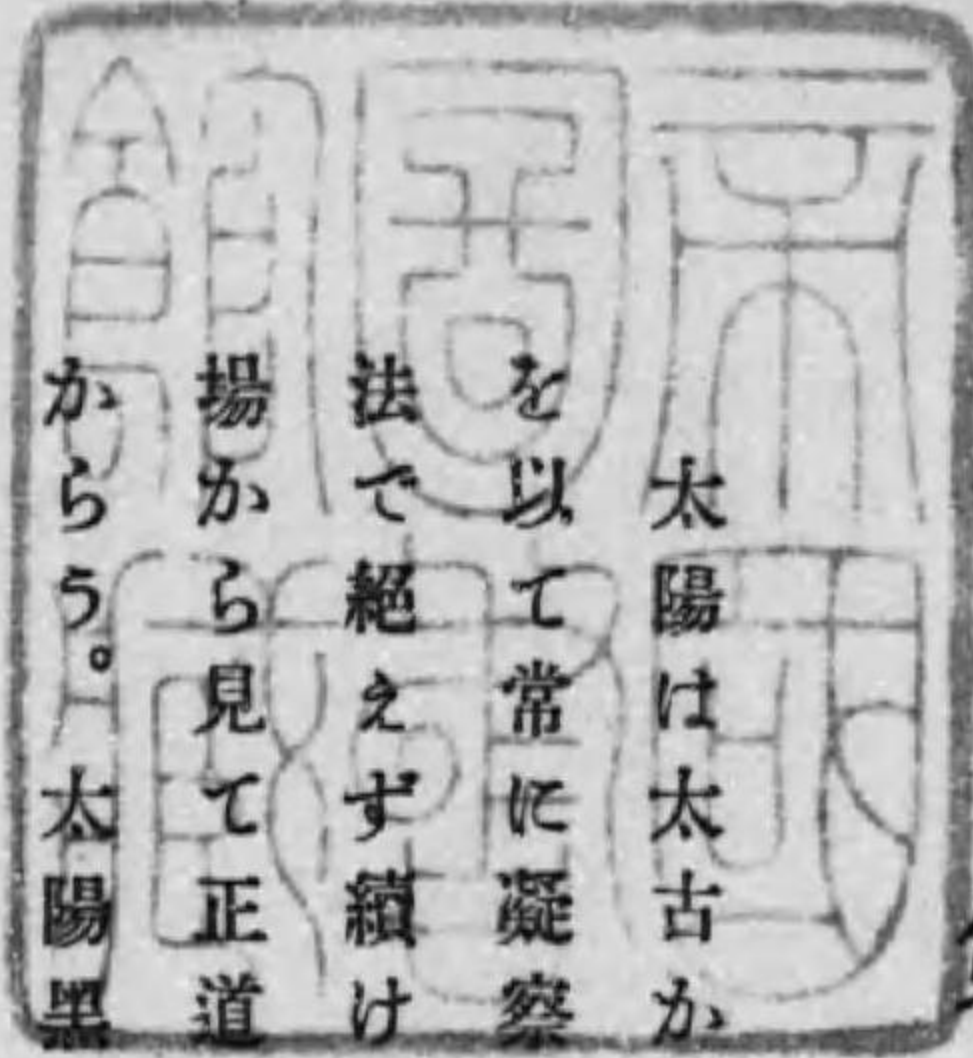 太陽は太古か
を以て常に凝察
法で絕えず續け
場から見て正道
からう。太陽黑